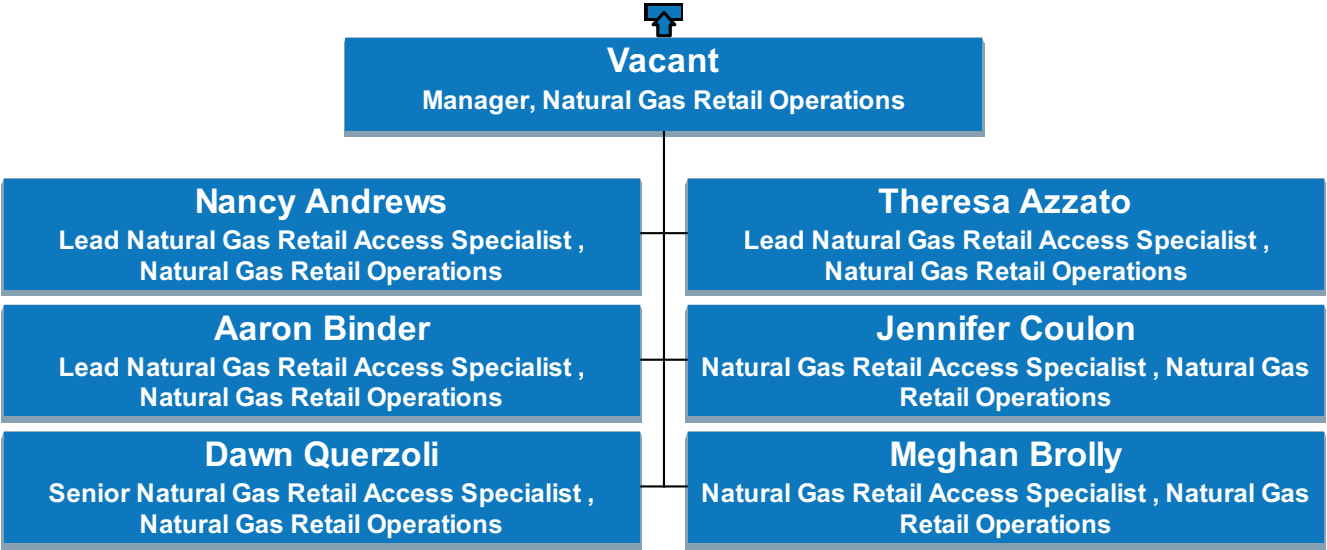 Vacant
Manager, Natural Gas Retail Operations
Nancy Andrews
Lead Natural Gas Retail Access Specialist ,
Natural Gas Retail Operations
Theresa Azzato
Lead Natural Gas Retail Access Specialist ,
Natural Gas Retail Operations
Aaron Binder
Lead Natural Gas Retail Access Specialist ,
Natural Gas Retail Operations
Jennifer Coulon
Natural Gas Retail Access Specialist , Natural Gas
Retail Operations
Dawn Querzoli
Senior Natural Gas Retail Access Specialist ,
Natural Gas Retail Operations
Meghan Brolly
Natural Gas Retail Access Specialist , Natural Gas
Retail Operations